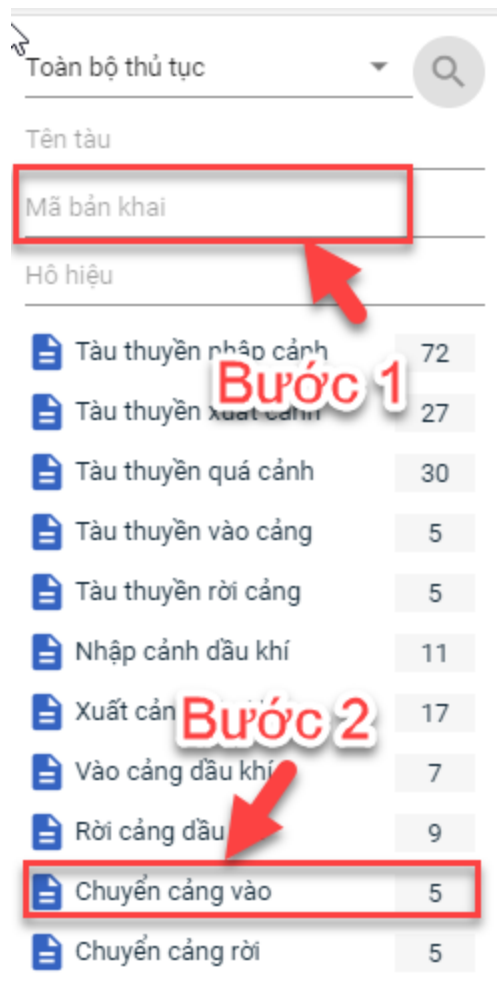 Toàn bộ thủ tục
Tên tàu
Mã bản khai
Hô hiệu
Tàu thuyền nhập cảnh 72
Bước 1
Tàu thuyền xuất cảnh 27
Tàu thuyền quá cảnh 30
Tàu thuyền vào cảng 5
Tàu thuyền rời cảng 5
Nhập cảnh dầu khí 11
Xuất cản 17
Bước 2
Vào cảng dầu khí 7
Rời cảng dầu 9
Chuyển cảng vào 5
Chuyển cảng rời 5